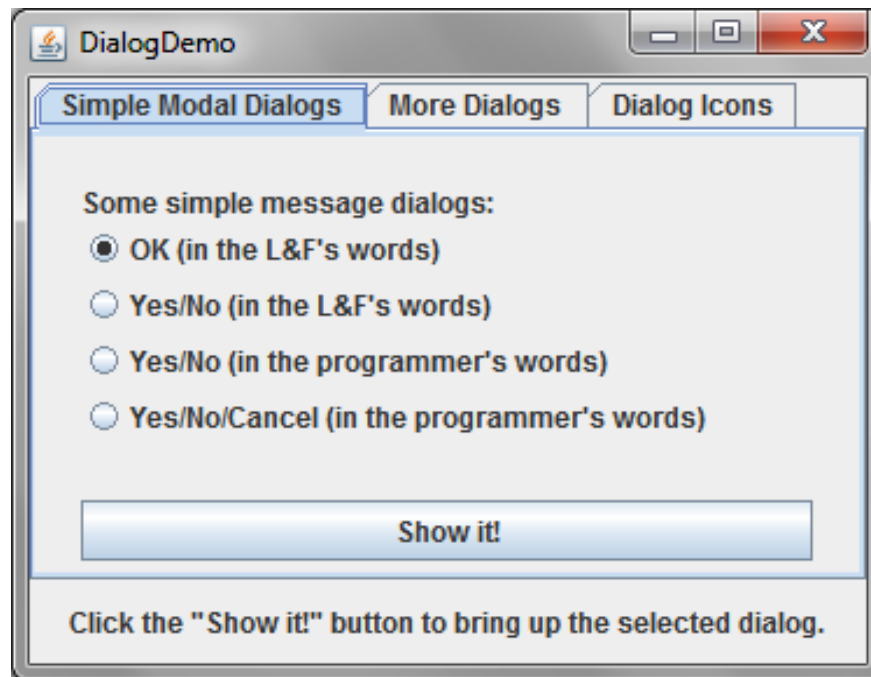 DialogDemo
Simple Modal Dialogs More Dialogs Dialog Icons
Some simple message dialogs:
OK (in the L&F's words)
Yes/No (in the L&F's words)
Yes/No (in the programmer's words)
Yes/No/Cancel (in the programmer's words)
Show it!
Click the "Show it!" button to bring up the selected dialog.